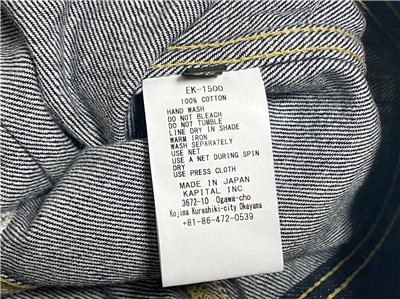 EK-1500
100% COTTON
HAND WASH
DO NOT BLEACH
DO NOT TUMBLE
LINE DRY IN SHADE
WARM IRON
WASH SEPARATELY
USE NET
USE A NET DURING SPIN
DRY
USE PRESS CLOTH
MADE IN JAPAN
KAPITAL INC
3672-10 Ogawa-cho
Kojima Kurashiki-city Okayama
+81-86-472-0539